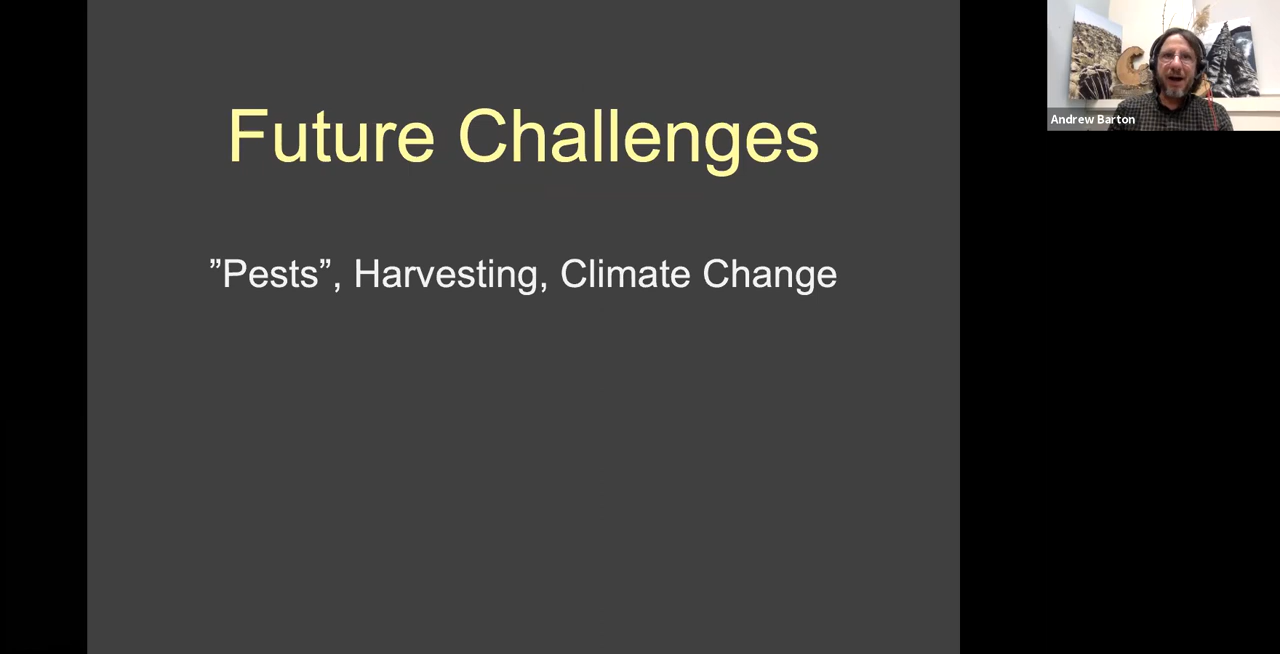 Future Challenges
”Pests”, Harvesting, Climate Change
Andrew Barton